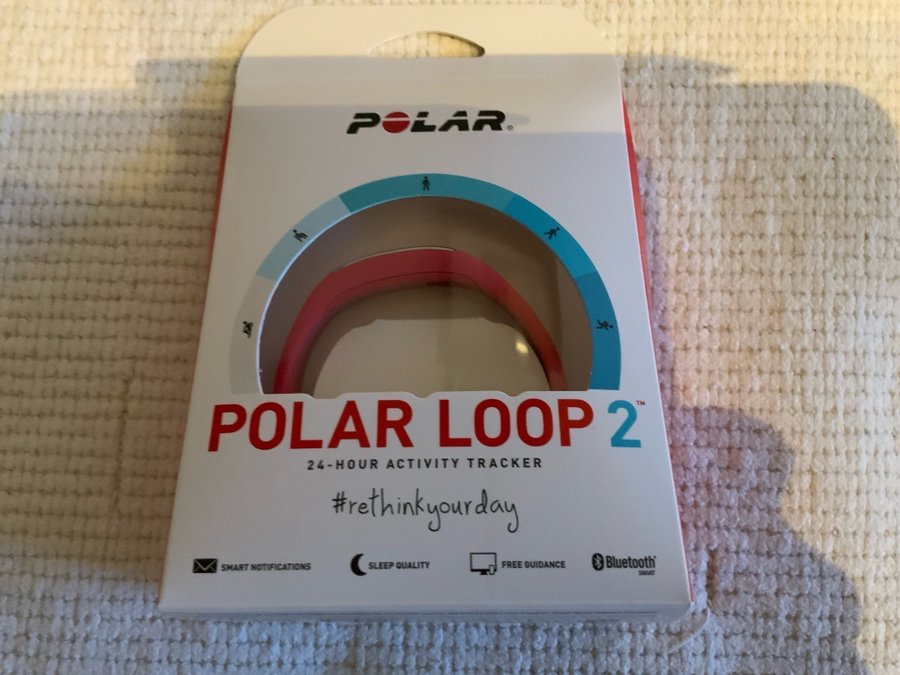 POLAR®
POLAR LOOP 2™
24-HOUR ACTIVITY TRACKER
#rethinkyourday
SMART NOTIFICATIONS SLEEP QUALITY FREE GUIDANCE Bluetooth®
SMART